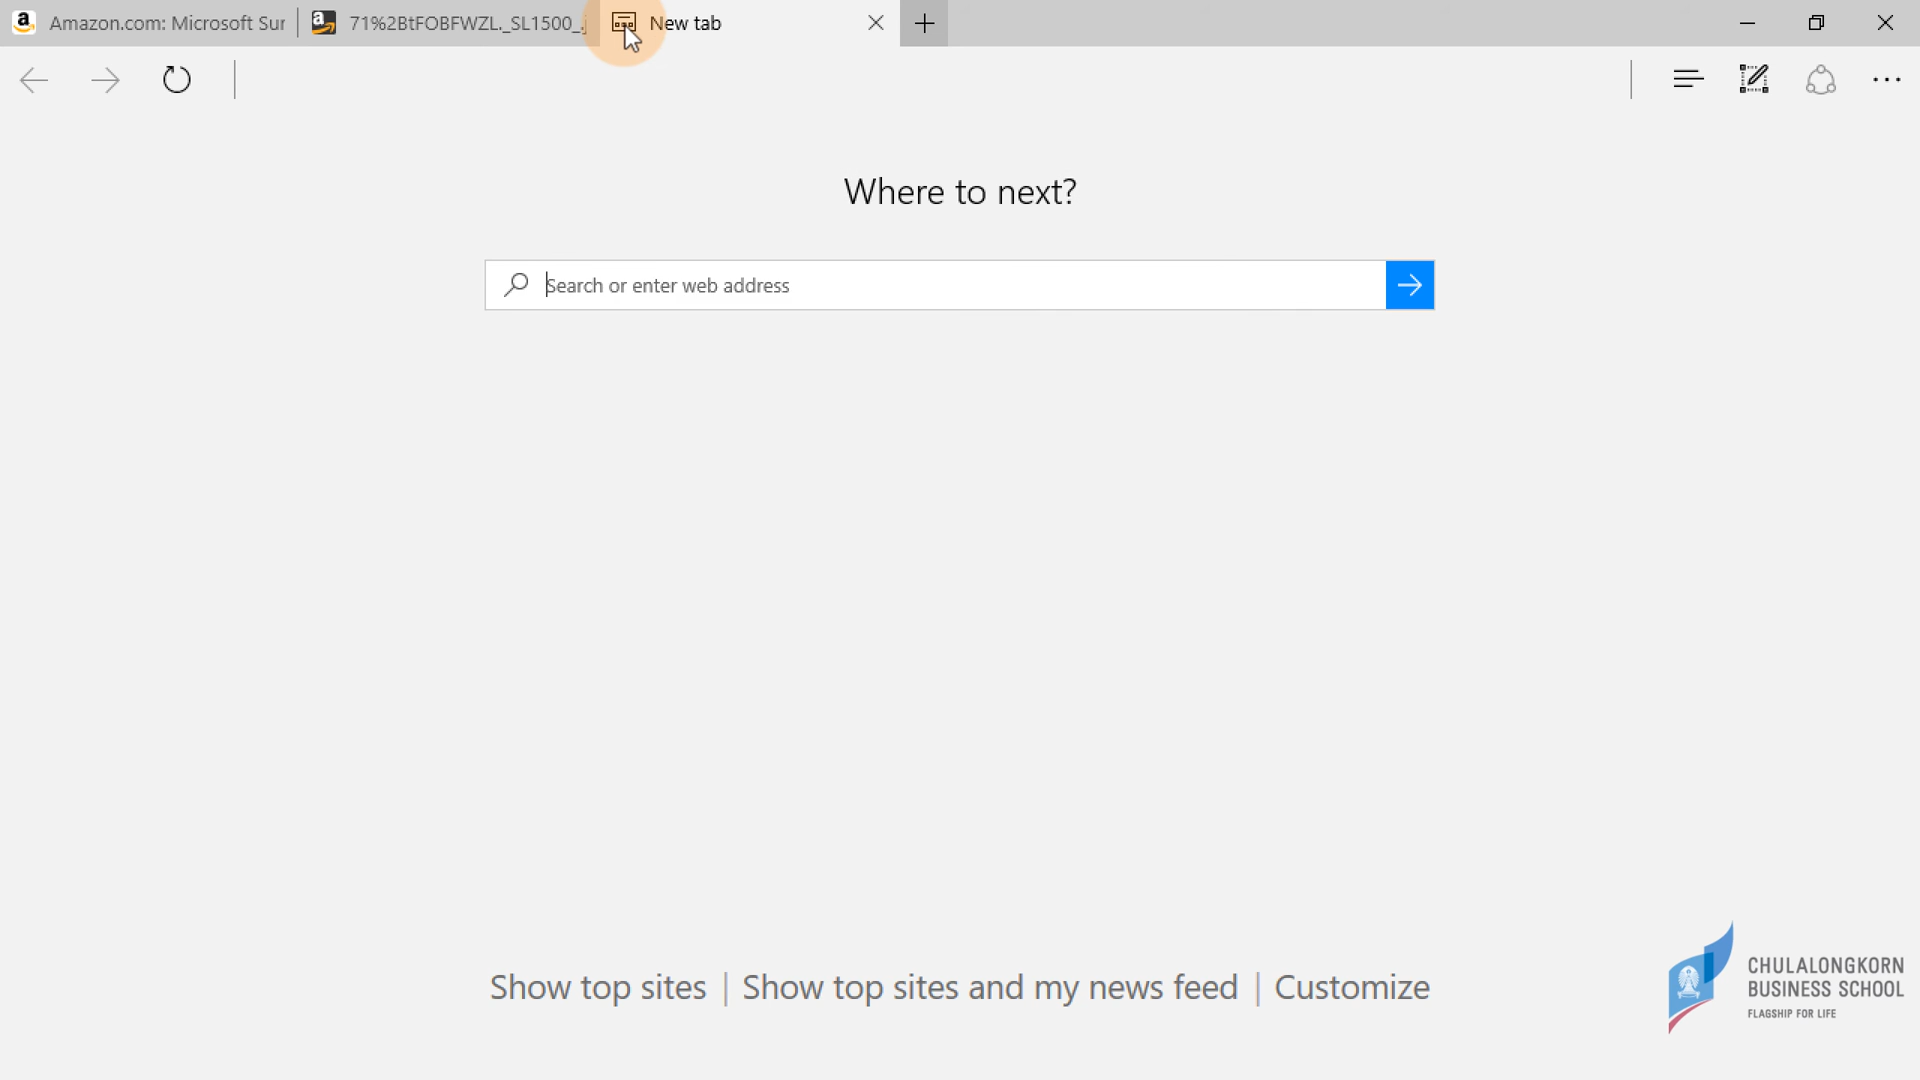 Amazon.com: Microsoft Sur
71%2BtFOBFWZL._SL1500_.j
New tab
Where to next?
Search or enter web address
Show top sites | Show top sites and my news feed | Customize
CHULALONGKORN
BUSINESS SCHOOL
FLAGSHIP FOR LIFE